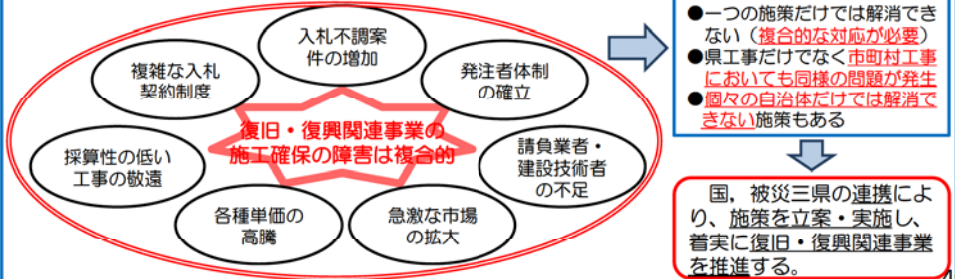 入札不調案
件の増加
複雑な入札
契約制度
発注者体制
の確立
復旧・復興関連事業の
施工確保の障害は複合的
採算性の低い
工事の敬遠
請負業者・
建設技術者
の不足
各種単価の
高騰
急激な市場
の拡大
●一つの施策だけでは解消でき
ない（複合的な対応が必要）
●県工事だけでなく市町村工事
においても同様の問題が発生
●個々の自治体だけでは解消で
きない施策もある
国，被災三県の連携によ
り、施策を立案・実施し、
着実に復旧・復興関連事業
を推進する。